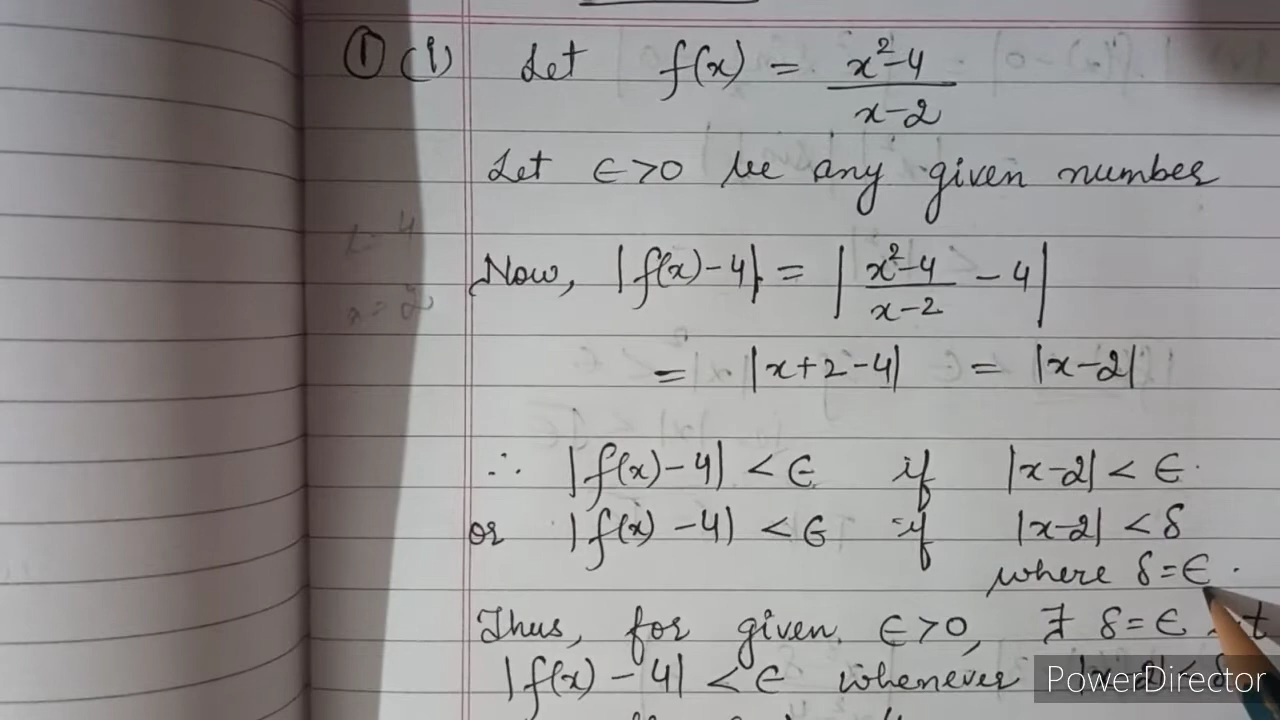 ① (i) Let f(x) = x²-4 / x-2
Let ∈>0 be any given number
Now, |f(x)-4| = | x²-4 / x-2 - 4|
= |x+2-4| = |x-2|
∴ |f(x)-4| < ∈ if |x-2| < ∈.
or |f(x)-4| < ∈ if |x-2| < δ
where δ=∈.
Thus, for given ∈>0, ∃ δ=∈
|f(x)-4| < ∈ whenever |x-2| < δ
PowerDirector